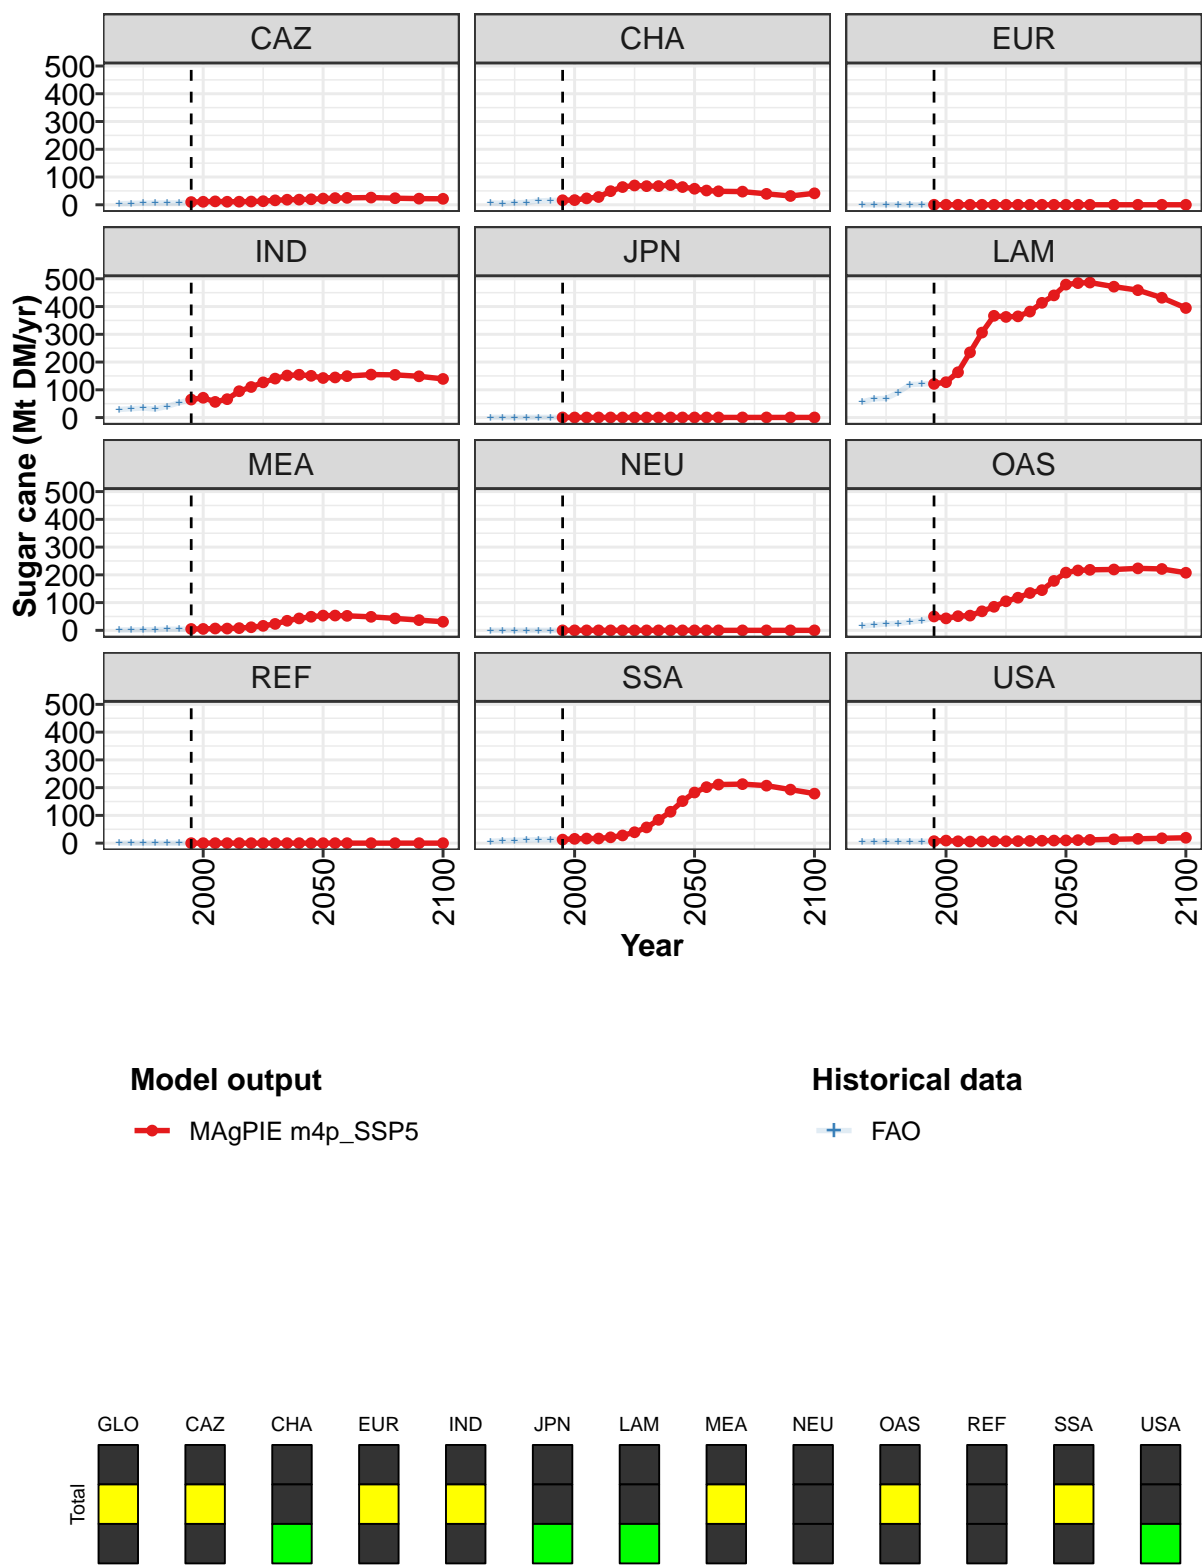 CAZ CHA EUR
500
400
300
200
100
0
IND JPN LAM
500
400
300
200
100
0
MEA NEU OAS
500
400
300
200
100
0
REF SSA USA
500
400
300
200
100
0
Sugar cane (Mt DM/yr)
2000 2050 2100 2000 2050 2100 2000 2050 2100
Year
Model output Historical data
MAgPIE m4p_SSP5 FAO
GLO CAZ CHA EUR IND JPN LAM MEA NEU OAS REF SSA USA
Total